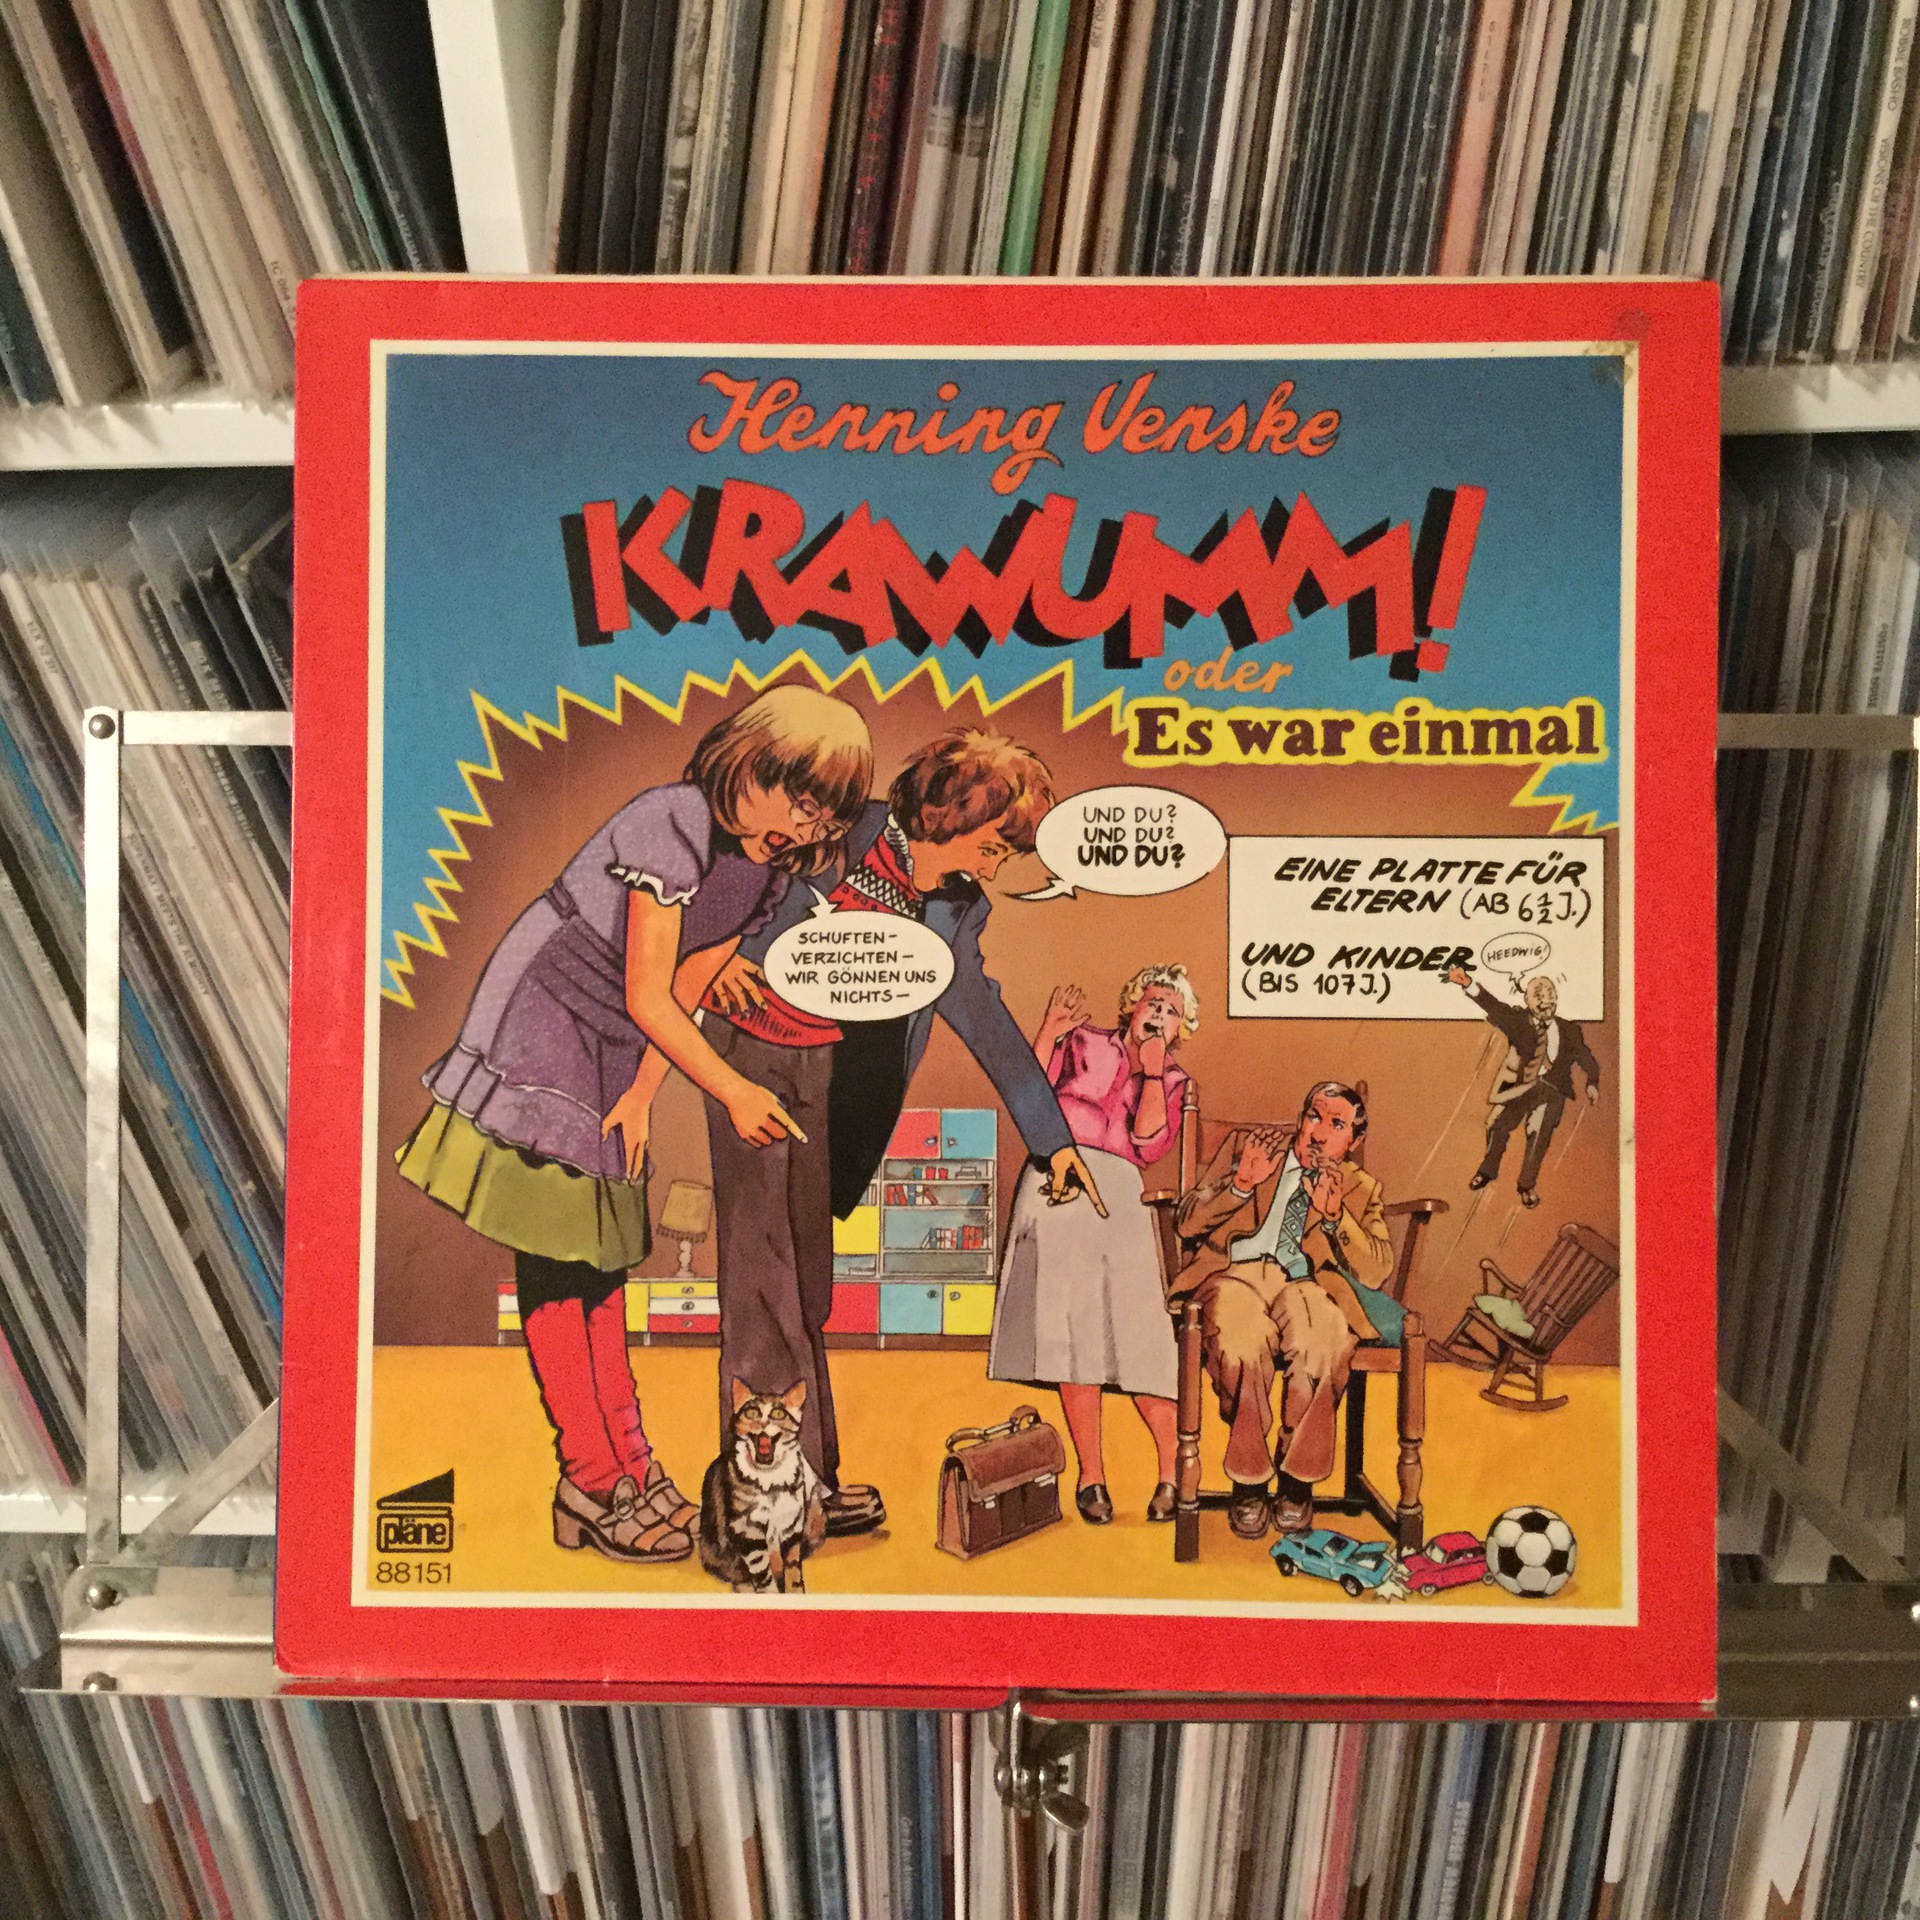 Henning Venske
KRAWUMM!
oder
Es war einmal
UND DU?
UND DU?
UND DU?
SCHUFTEN-
VERZICHTEN-
WIR GÖNNEN UNS
NICHTS-
EINE PLATTE FÜR
ELTERN (AB 6½ J.)
UND KINDER
(BIS 107 J.)
HEEDWIG!
pläne
88151